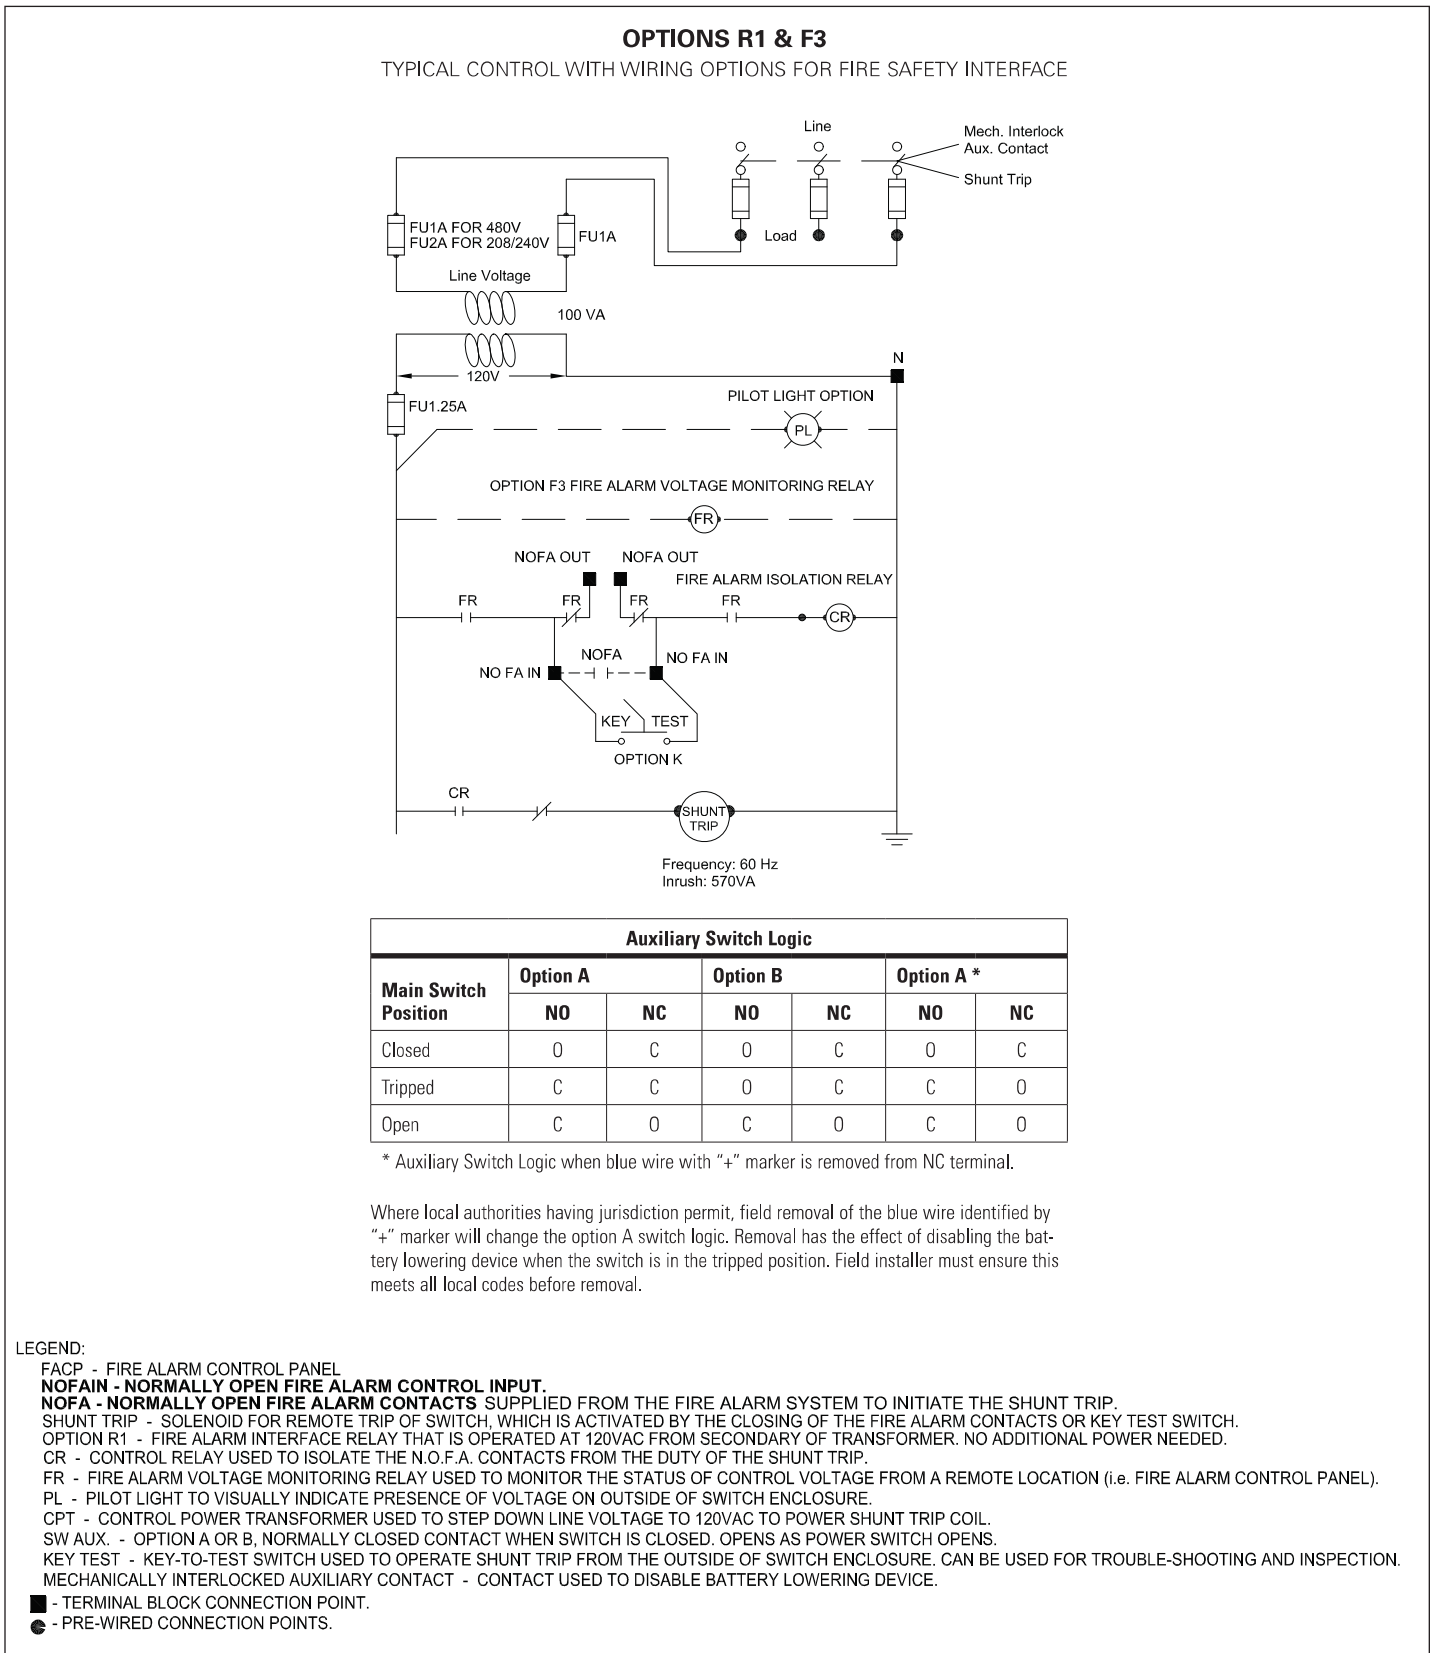 OPTIONS R1 & F3
TYPICAL CONTROL WITH WIRING OPTIONS FOR FIRE SAFETY INTERFACE
Line
Mech. Interlock
Aux. Contact
Shunt Trip
FU1A FOR 480V
FU2A FOR 208/240V
FU1A
Load
Line Voltage
100 VA
120V
N
FU1.25A
PILOT LIGHT OPTION
PL
OPTION F3 FIRE ALARM VOLTAGE MONITORING RELAY
FR
NOFA OUT NOFA OUT
FIRE ALARM ISOLATION RELAY
FR FR FR FR
CR
NO FA IN NOFA NO FA IN
KEY TEST
OPTION K
CR
SHUNT
TRIP
Frequency: 60 Hz
Inrush: 570VA
Auxiliary Switch Logic
Main Switch Position Option A Option B Option A *
NO NC NO NC NO NC
Closed O C O C O C
Tripped C C O C C O
Open C O C O C O
* Auxiliary Switch Logic when blue wire with “+” marker is removed from NC terminal.
Where local authorities having jurisdiction permit, field removal of the blue wire identified by
“+” marker will change the option A switch logic. Removal has the effect of disabling the bat-
tery lowering device when the switch is in the tripped position. Field installer must ensure this
meets all local codes before removal.
LEGEND:
FACP - FIRE ALARM CONTROL PANEL
NOFAIN - NORMALLY OPEN FIRE ALARM CONTROL INPUT.
NOFA - NORMALLY OPEN FIRE ALARM CONTACTS SUPPLIED FROM THE FIRE ALARM SYSTEM TO INITIATE THE SHUNT TRIP.
SHUNT TRIP - SOLENOID FOR REMOTE TRIP OF SWITCH, WHICH IS ACTIVATED BY THE CLOSING OF THE FIRE ALARM CONTACTS OR KEY TEST SWITCH.
OPTION R1 - FIRE ALARM INTERFACE RELAY THAT IS OPERATED AT 120VAC FROM SECONDARY OF TRANSFORMER. NO ADDITIONAL POWER NEEDED.
CR - CONTROL RELAY USED TO ISOLATE THE N.O.F.A. CONTACTS FROM THE DUTY OF THE SHUNT TRIP.
FR - FIRE ALARM VOLTAGE MONITORING RELAY USED TO MONITOR THE STATUS OF CONTROL VOLTAGE FROM A REMOTE LOCATION (i.e. FIRE ALARM CONTROL PANEL).
PL - PILOT LIGHT TO VISUALLY INDICATE PRESENCE OF VOLTAGE ON OUTSIDE OF SWITCH ENCLOSURE.
CPT - CONTROL POWER TRANSFORMER USED TO STEP DOWN LINE VOLTAGE TO 120VAC TO POWER SHUNT TRIP COIL.
SW AUX. - OPTION A OR B, NORMALLY CLOSED CONTACT WHEN SWITCH IS CLOSED. OPENS AS POWER SWITCH OPENS.
KEY TEST - KEY-TO-TEST SWITCH USED TO OPERATE SHUNT TRIP FROM THE OUTSIDE OF SWITCH ENCLOSURE. CAN BE USED FOR TROUBLE-SHOOTING AND INSPECTION.
MECHANICALLY INTERLOCKED AUXILIARY CONTACT - CONTACT USED TO DISABLE BATTERY LOWERING DEVICE.
- TERMINAL BLOCK CONNECTION POINT.
- PRE-WIRED CONNECTION POINTS.